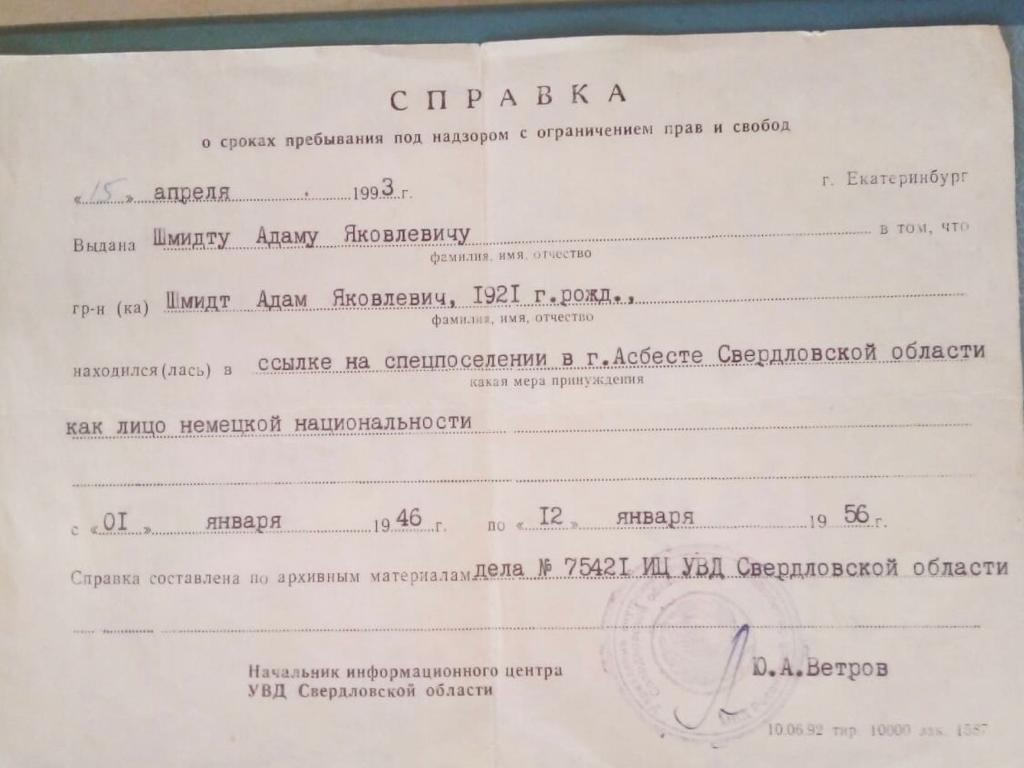 СПРАВКА
о сроках пребывания под надзором с ограничением прав и свобод
«15» апреля 1993 г. г. Екатеринбург
Выдана Шмидту Адаму Яковлевичу в том, что
фамилия, имя, отчество
гр-н (ка) Шмидт Адам Яковлевич, 1921 г.рожд.,
фамилия, имя, отчество
находился(лась) в ссылке на спецпоселении в г.Асбесте Свердловской области
какая мера принуждения
как лицо немецкой национальности
с «01» января 1946 г. по «12» января 1956 г.
Справка составлена по архивным материалам дела № 75421 ИЦ УВД Свердловской области
Начальник информационного центра
УВД Свердловской области
Ю.А.Ветров
10.06.92 тир. 10000 зак. 1587